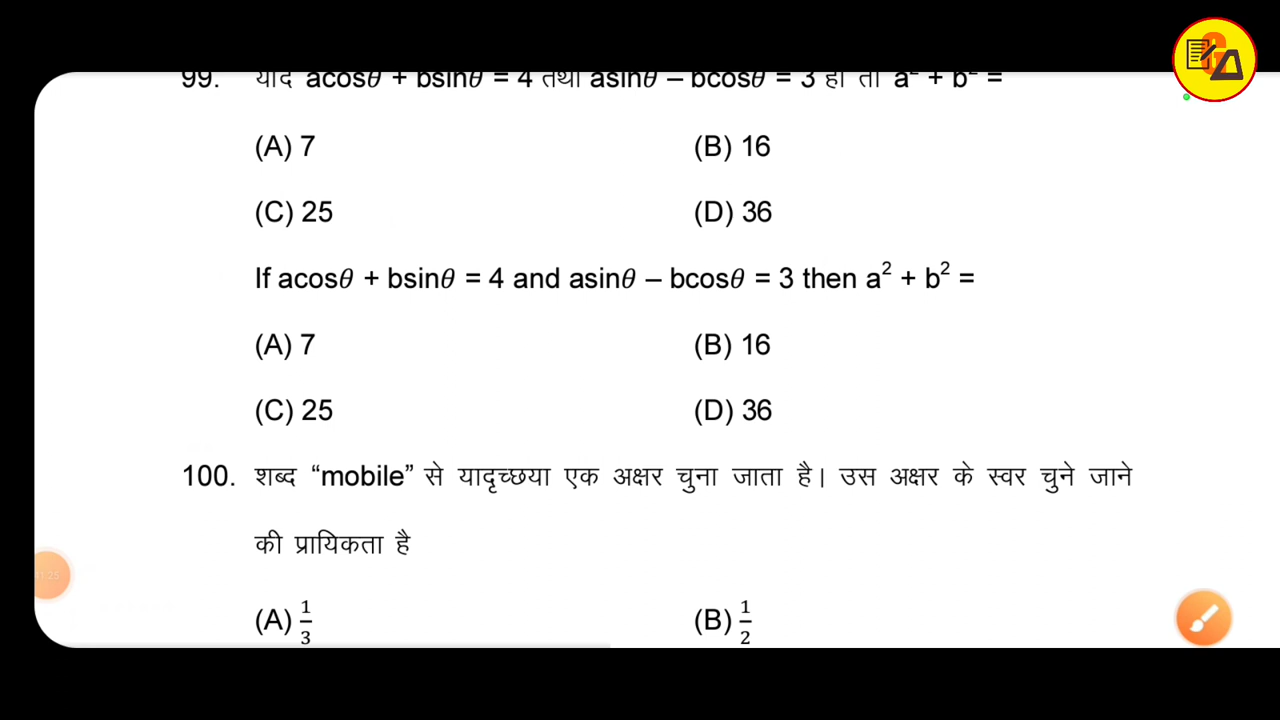 99. यदि acosθ + bsinθ = 4 तथा asinθ – bcosθ = 3 हो तो a² + b² =
(A) 7 (B) 16
(C) 25 (D) 36
If acosθ + bsinθ = 4 and asinθ – bcosθ = 3 then a² + b² =
(A) 7 (B) 16
(C) 25 (D) 36
100. शब्द “mobile” से यादृच्छया एक अक्षर चुना जाता है। उस अक्षर के स्वर चुने जाने
की प्रायिकता है
(A) 1/3 (B) 1/2